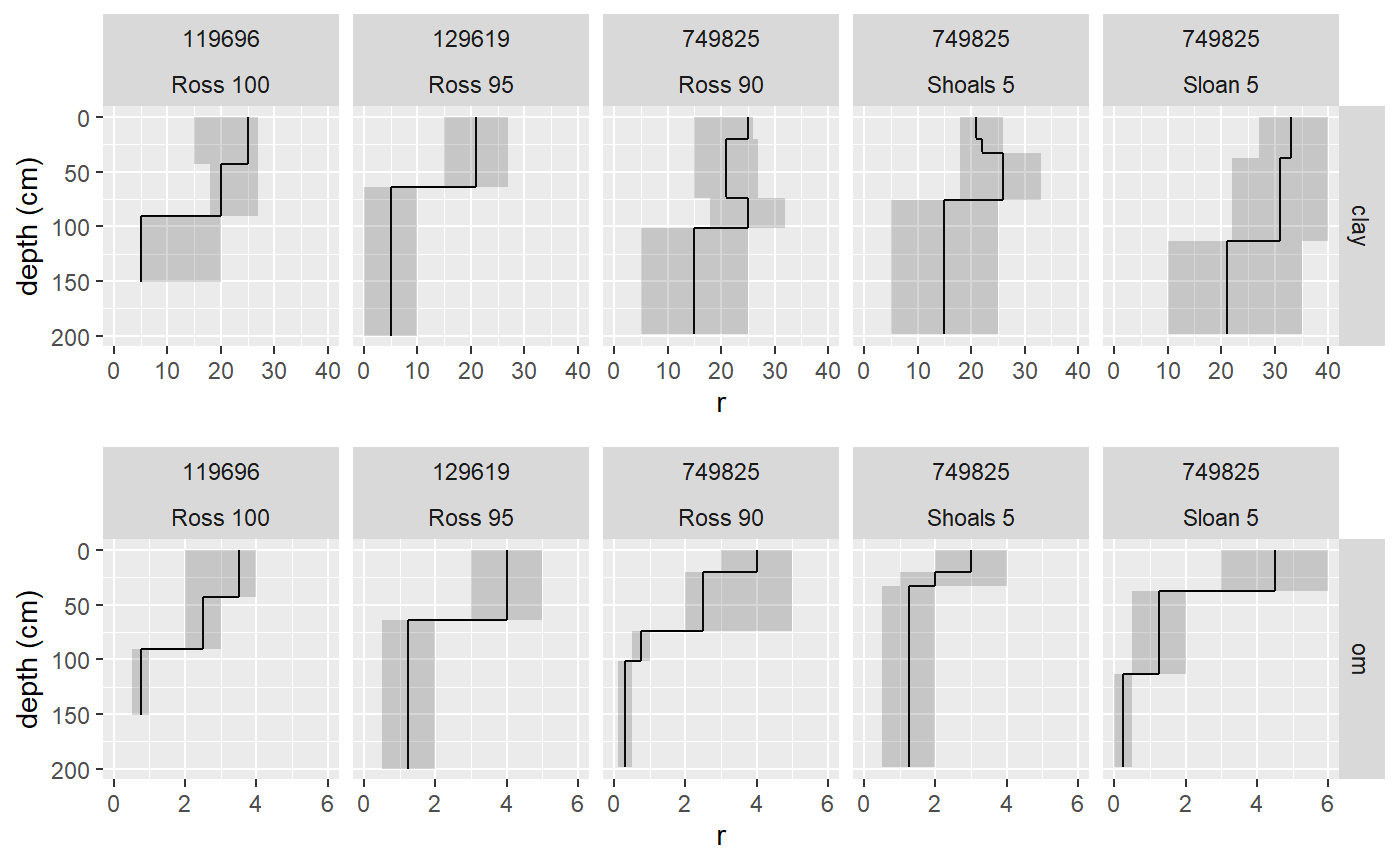 119696 129619 749825 749825 749825
Ross 100 Ross 95 Ross 90 Shoals 5 Sloan 5
0
50
100
150
200
depth (cm)
clay
0 10 20 30 40 0 10 20 30 40 0 10 20 30 40 0 10 20 30 40 0 10 20 30 40
r
119696 129619 749825 749825 749825
Ross 100 Ross 95 Ross 90 Shoals 5 Sloan 5
0
50
100
150
200
depth (cm)
om
0 2 4 6 0 2 4 6 0 2 4 6 0 2 4 6 0 2 4 6
r